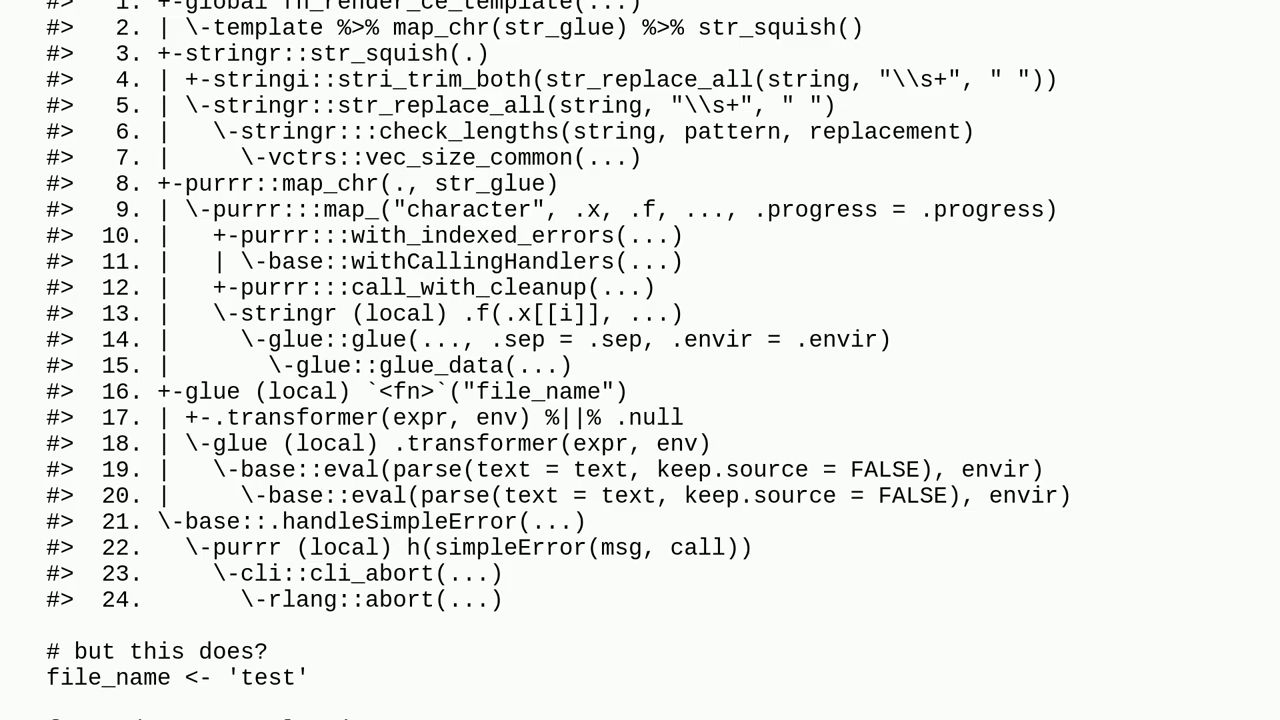 #>   1. +-global fn_render_ce_template(...)
#>   2. | \-template %>% map_chr(str_glue) %>% str_squish()
#>   3. +-stringr::str_squish(.)
#>   4. | +-stringi::stri_trim_both(str_replace_all(string, "\\s+", " "))
#>   5. | \-stringr::str_replace_all(string, "\\s+", " ")
#>   6. |   \-stringr:::check_lengths(string, pattern, replacement)
#>   7. |     \-vctrs::vec_size_common(...)
#>   8. +-purrr::map_chr(., str_glue)
#>   9. | \-purrr:::map_("character", .x, .f, ..., .progress = .progress)
#>  10. |   +-purrr:::with_indexed_errors(...)
#>  11. |   | \-base::withCallingHandlers(...)
#>  12. |   +-purrr:::call_with_cleanup(...)
#>  13. |   \-stringr (local) .f(.x[[i]], ...)
#>  14. |     \-glue::glue(..., .sep = .sep, .envir = .envir)
#>  15. |       \-glue::glue_data(...)
#>  16. +-glue (local) `<fn>`("file_name")
#>  17. | +-.transformer(expr, env) %||% .null
#>  18. | \-glue (local) .transformer(expr, env)
#>  19. |   \-base::eval(parse(text = text, keep.source = FALSE), envir)
#>  20. |     \-base::eval(parse(text = text, keep.source = FALSE), envir)
#>  21. \-base::.handleSimpleError(...)
#>  22.   \-purrr (local) h(simpleError(msg, call))
#>  23.     \-cli::cli_abort(...)
#>  24.       \-rlang::abort(...)
# but this does?
file_name <- 'test'